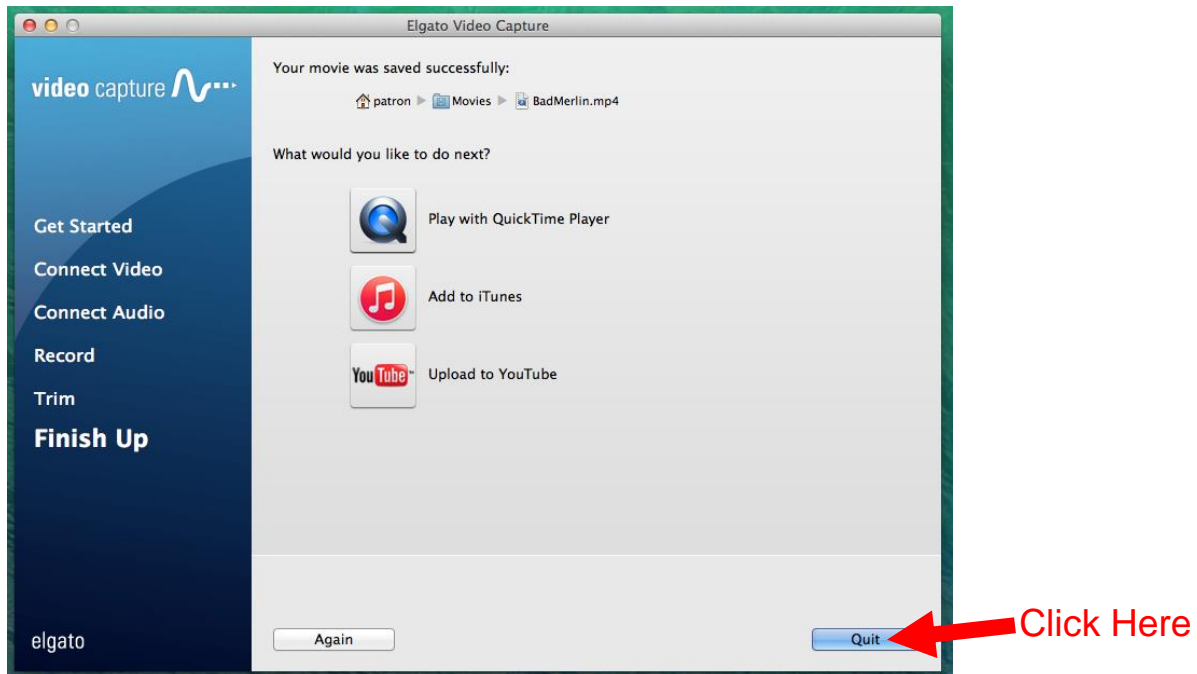 Elgato Video Capture
video capture
Your movie was saved successfully:
patron ▶ Movies ▶ BadMerlin.mp4
What would you like to do next?
Play with QuickTime Player
Add to iTunes
YouTube Upload to YouTube
Get Started
Connect Video
Connect Audio
Record
Trim
Finish Up
elgato
Again
Quit
Click Here